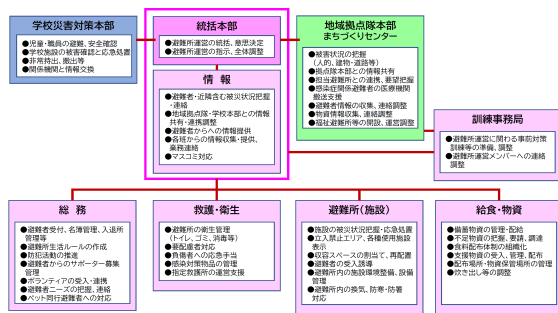 学校災害対策本部
●児童・職員の避難、安全確認
●学校施設の被害確認と応急処置
●非常持出、搬出等
●関係機関と情報交換
統括本部
●避難所運営の統括、意思決定
●避難所運営の指示、全体調整
地域拠点隊本部
まちづくりセンター
●被害状況の把握
(人的、建物・道路等)
●拠点隊本部との情報共有
●担当避難所との連携、要望把握
●感染症関係避難者の医療機関
搬送支援
●避難者情報の収集、連絡調整
●物資情報収集、連絡調整
●福祉避難所等の開設、運営調整
情 報
●避難者・近隣含む被災状況把握
・連絡
●地域拠点隊・学校本部との情報
共有・連携調整
●避難者からへの情報提供
●各班からの情報収集・提供、
業務連絡
●マスコミ対応
訓練事務局
●避難所運営に関わる事前対策
訓練等の準備、調整
●避難所運営メンバーへの連絡
調整
総 務
●避難者受付、名簿管理、入退所
管理等
●避難所生活ルールの作成
●防犯活動の推進
●避難者からのサポーター募集
管理
●ボランティアの受入・連携
●避難者ニーズの把握、連絡
●ペット同行避難者への対応
救護・衛生
●避難所の衛生管理
(トイレ、ゴミ、消毒等)
●要配慮者対応
●負傷者への応急手当
●感染対策物品の管理
●指定救護所の運営支援
避難所(施設)
●施設の被災状況把握・応急処置
●立入禁止エリア、各種使用施設
表示
●収容スペースの割当て、再配置
●避難者の受入誘導
●避難所内の施設環境整備、設備
管理
●避難所内の換気、防寒・防暑
対応
給食・物資
●備蓄物資の管理・配給
●不足物資の把握、要請、調達
●食料配布体制の組織化
●支援物資の受入、管理、配布
●配布場所・物資保管場所の管理
●炊き出し等の調整